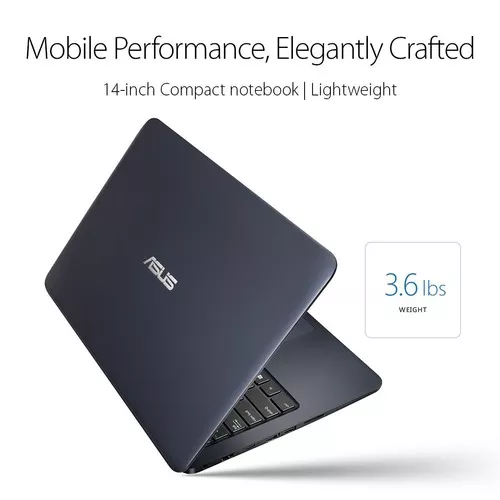 Mobile Performance, Elegantly Crafted
14-inch Compact notebook | Lightweight
ASUS
3.6 lbs
WEIGHT